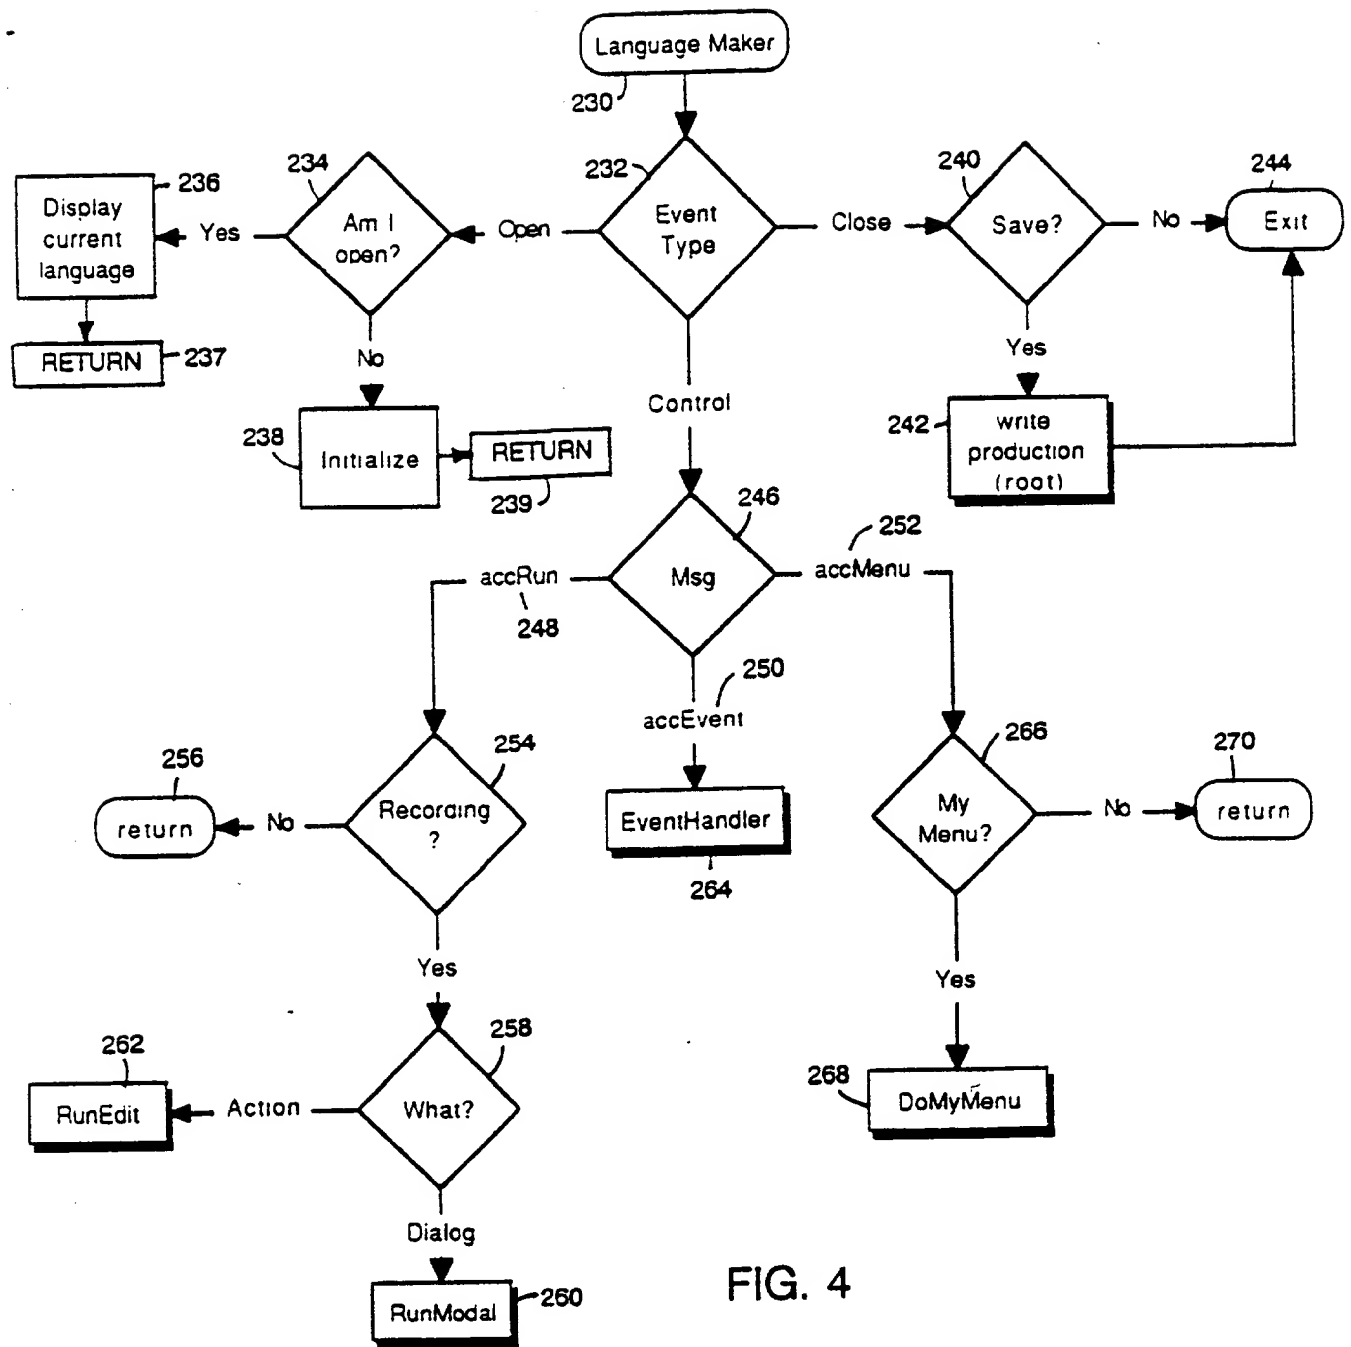 Language Maker
230
232
Event
Type
Open
234
Am I
open?
Yes
236
Display
current
language
RETURN
237
No
238
Initialize
RETURN
239
Close
240
Save?
No
244
Exit
Yes
242
write
production
(root)
Control
246
Msg
accRun
248
250
accEvent
252
accMenu
254
Recording
?
No
256
return
Yes
258
What?
Action
262
RunEdit
Dialog
RunModal
260
EventHandler
264
266
My
Menu?
No
270
return
Yes
268
DoMyMenu
FIG. 4